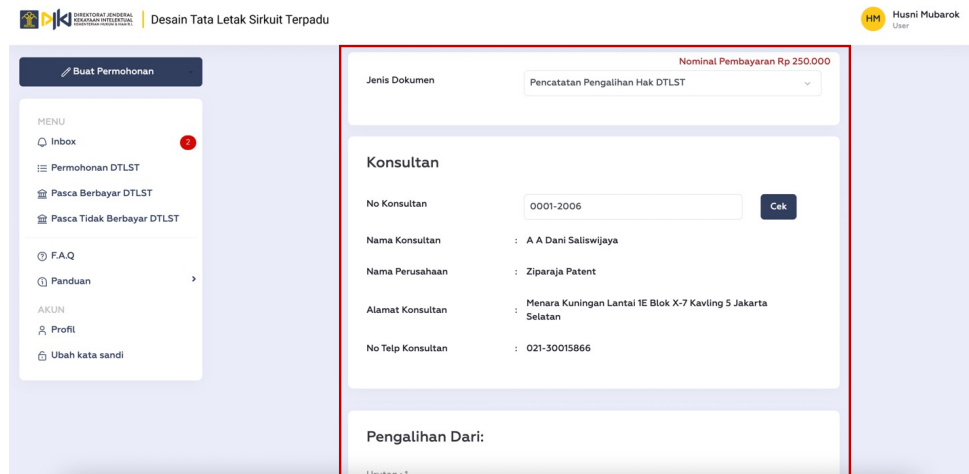 DIREKTORAT JENDERAL
KEKAYAAN INTELEKTUAL
KEMENTERIAN HUKUM & HAM R.I.
Desain Tata Letak Sirkuit Terpadu
HM
Husni Mubarok
User
Buat Permohonan
MENU
Inbox
2
Permohonan DTLST
Pasca Berbayar DTLST
Pasca Tidak Berbayar DTLST
F.A.Q
Panduan
AKUN
Profil
Ubah kata sandi
Nominal Pembayaran Rp 250.000
Jenis Dokumen
Pencatatan Pengalihan Hak DTLST
Konsultan
No Konsultan
0001-2006
Cek
Nama Konsultan : A A Dani Saliswijaya
Nama Perusahaan : Ziparaja Patent
Alamat Konsultan : Menara Kuningan Lantai 1E Blok X-7 Kavling 5 Jakarta
Selatan
No Telp Konsultan : 021-30015866
Pengalihan Dari: